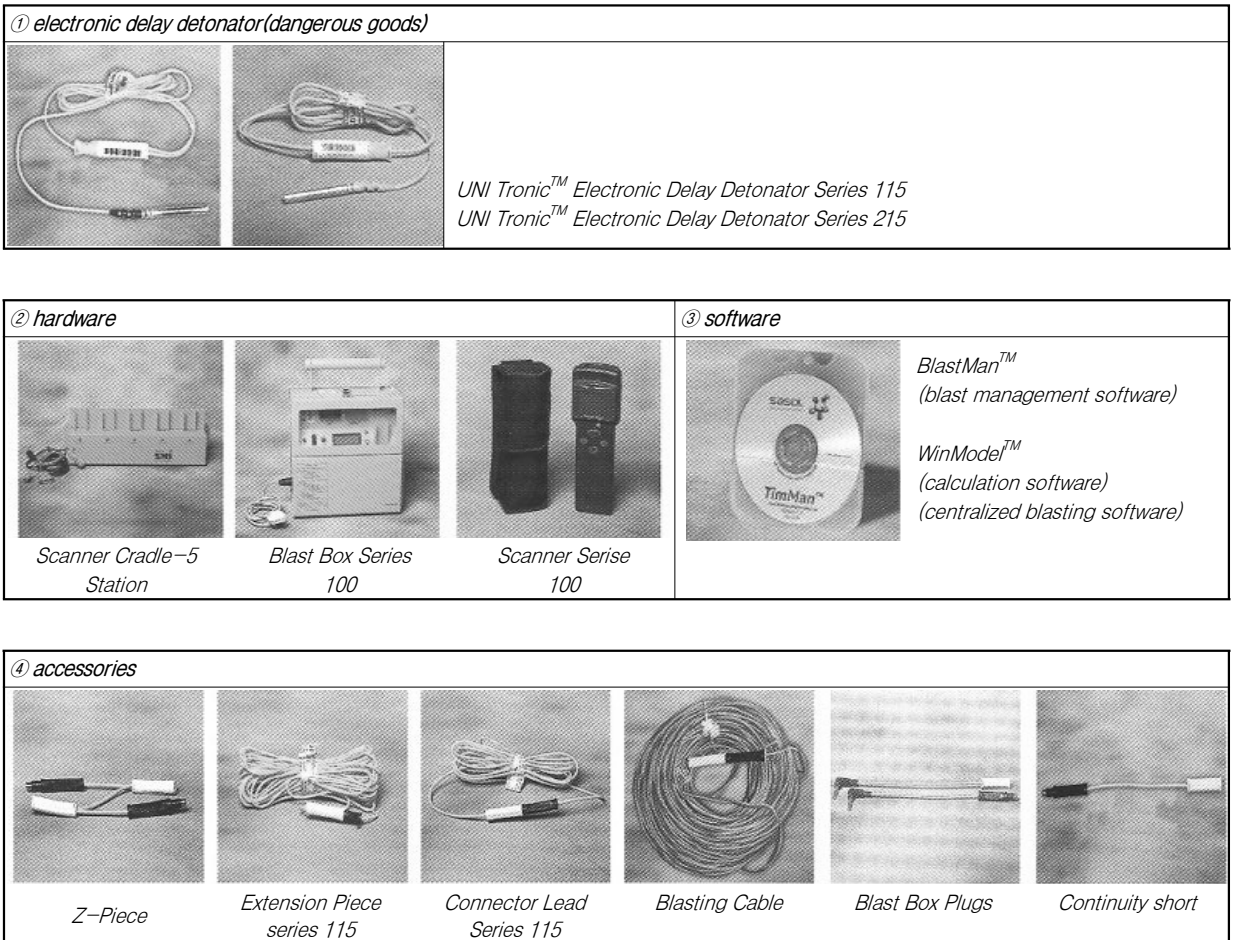 ① electronic delay detonator(dangerous goods)
UNI Tronic™ Electronic Delay Detonator Series 115
UNI Tronic™ Electronic Delay Detonator Series 215
② hardware
Scanner Cradle-5
Station
Blast Box Series
100
Scanner Serise
100
③ software
sasol
TimMan™
BlastMan™
(blast management software)
WinModel™
(calculation software)
(centralized blasting software)
④ accessories
Z-Piece
Extension Piece
series 115
Connector Lead
Series 115
Blasting Cable
Blast Box Plugs
Continuity short